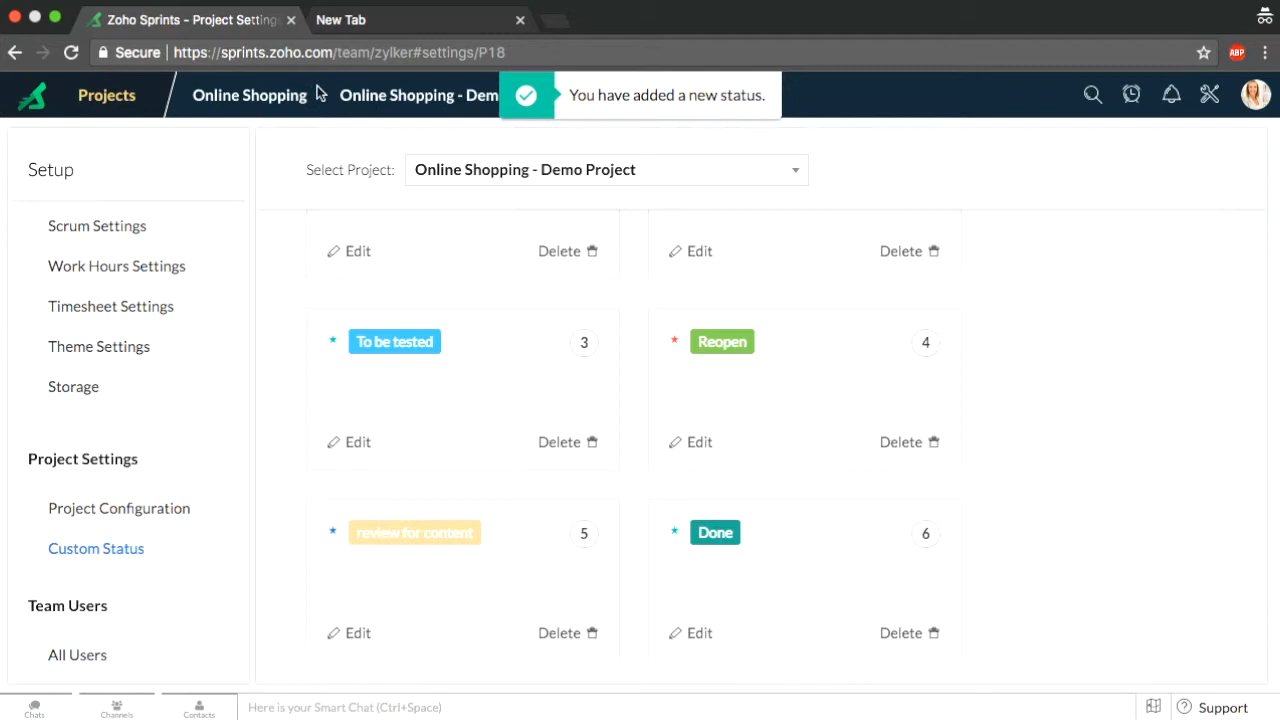 Zoho Sprints - Project Settings
New Tab
Secure
https://sprints.zoho.com/team/zylker#settings/P18
ABP
Projects
Online Shopping
Online Shopping - Dem
You have added a new status.
Setup
Select Project:
Online Shopping - Demo Project
Scrum Settings
Work Hours Settings
Timesheet Settings
Theme Settings
Storage
Project Settings
Project Configuration
Custom Status
Team Users
All Users
Edit
Delete
Edit
Delete
* To be tested
3
* Reopen
4
Edit
Delete
Edit
Delete
* review for content
5
* Done
6
Edit
Delete
Edit
Delete
Chats
Channels
Contacts
Here is your Smart Chat (Ctrl+Space)
Support